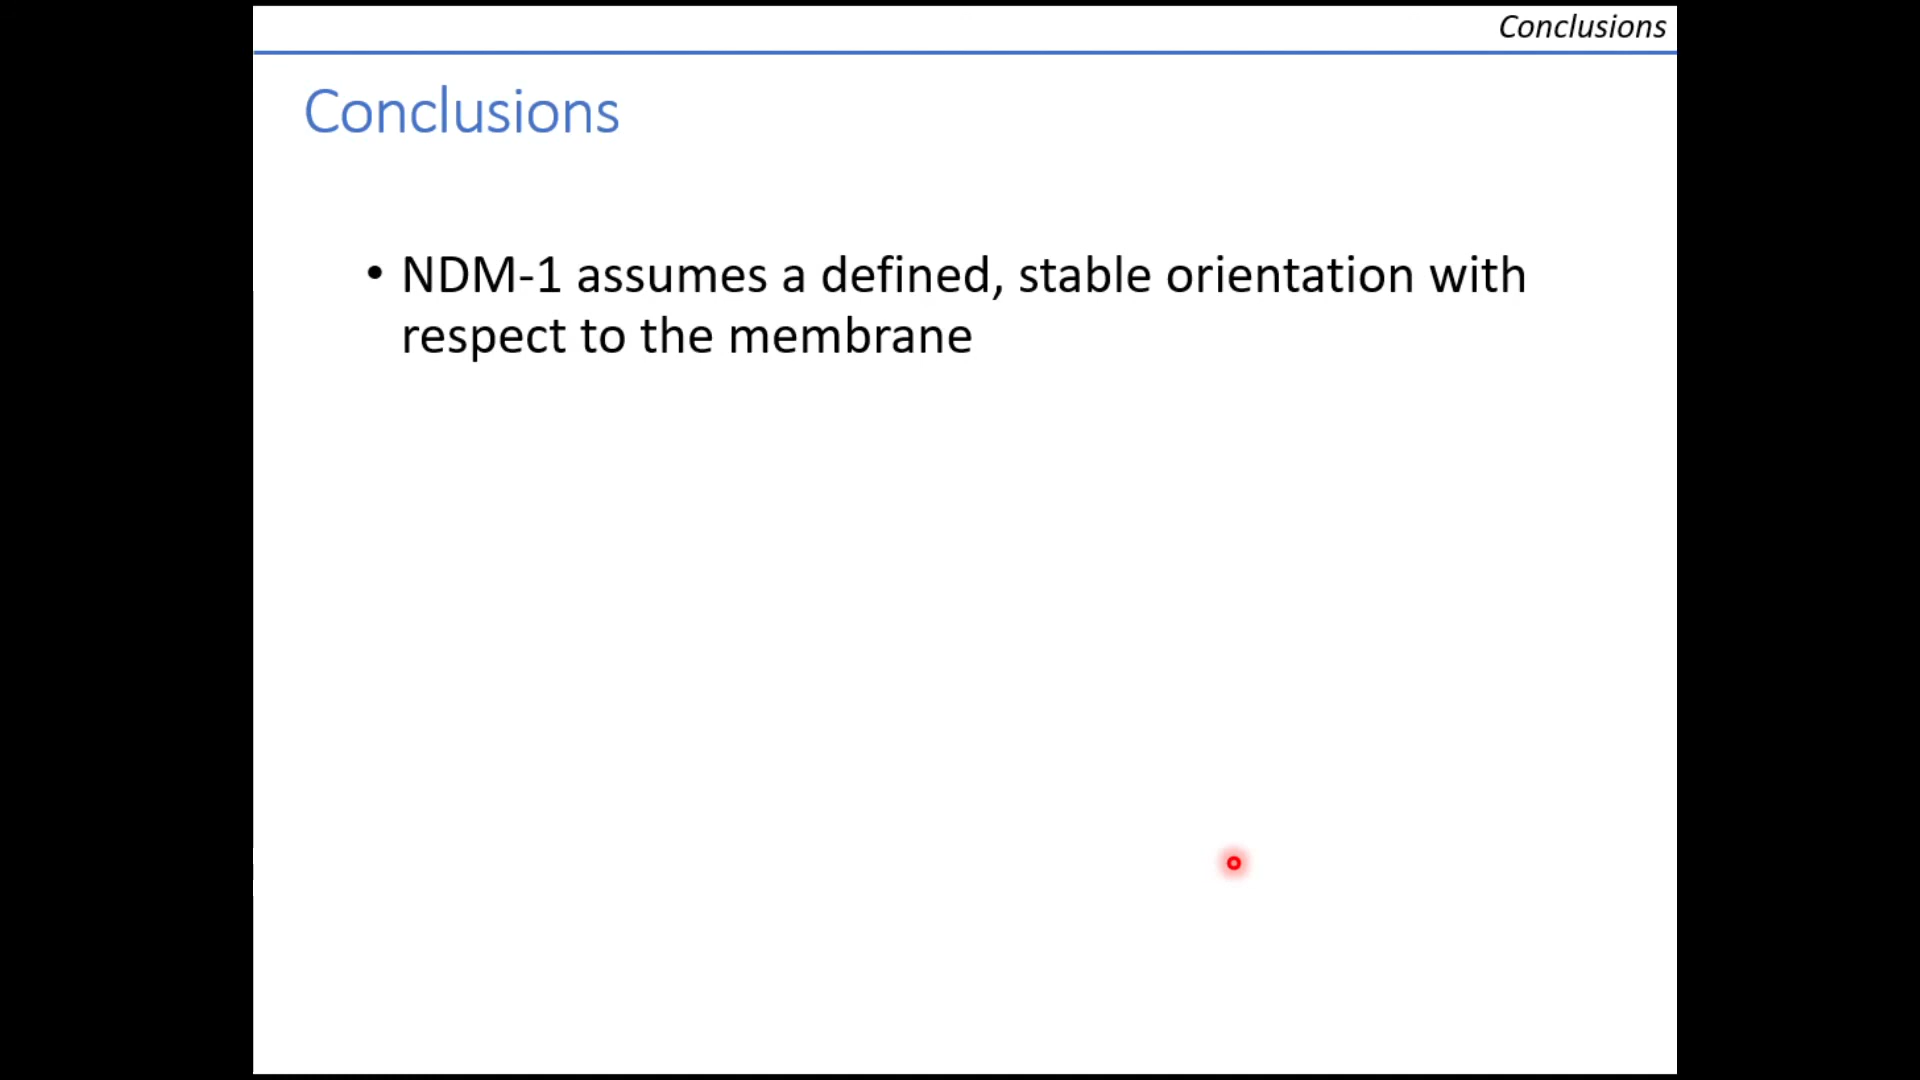 Conclusions
Conclusions
• NDM-1 assumes a defined, stable orientation with
respect to the membrane